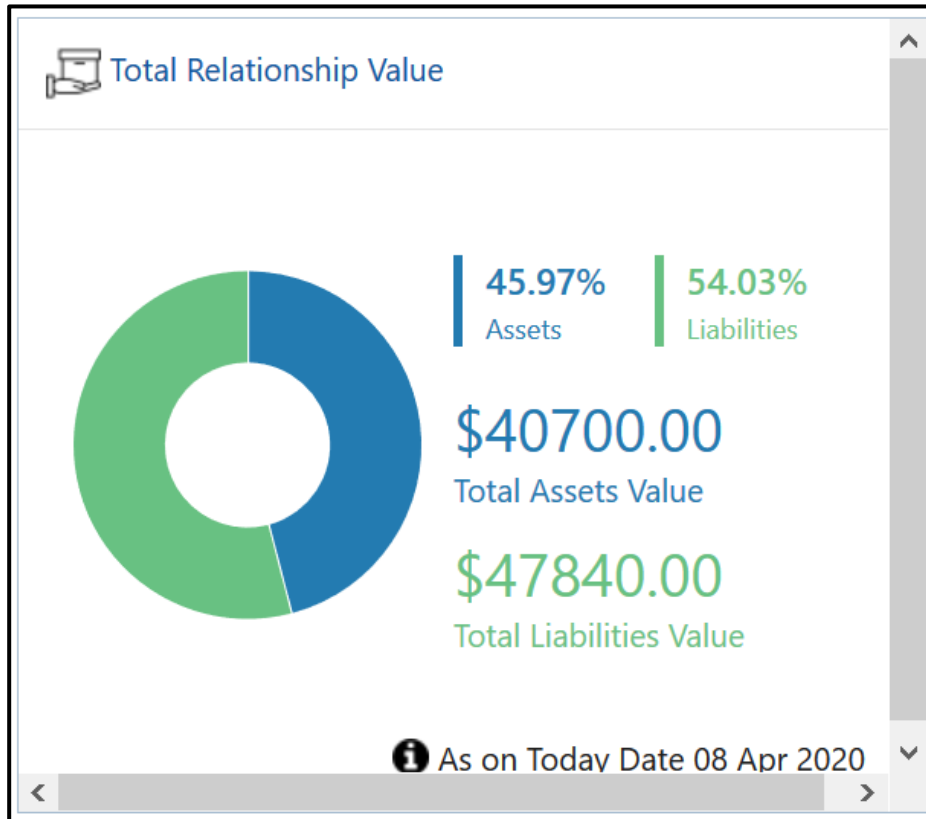 Total Relationship Value
45.97% 54.03%
Assets Liabilities
$40700.00
Total Assets Value
$47840.00
Total Liabilities Value
As on Today Date 08 Apr 2020